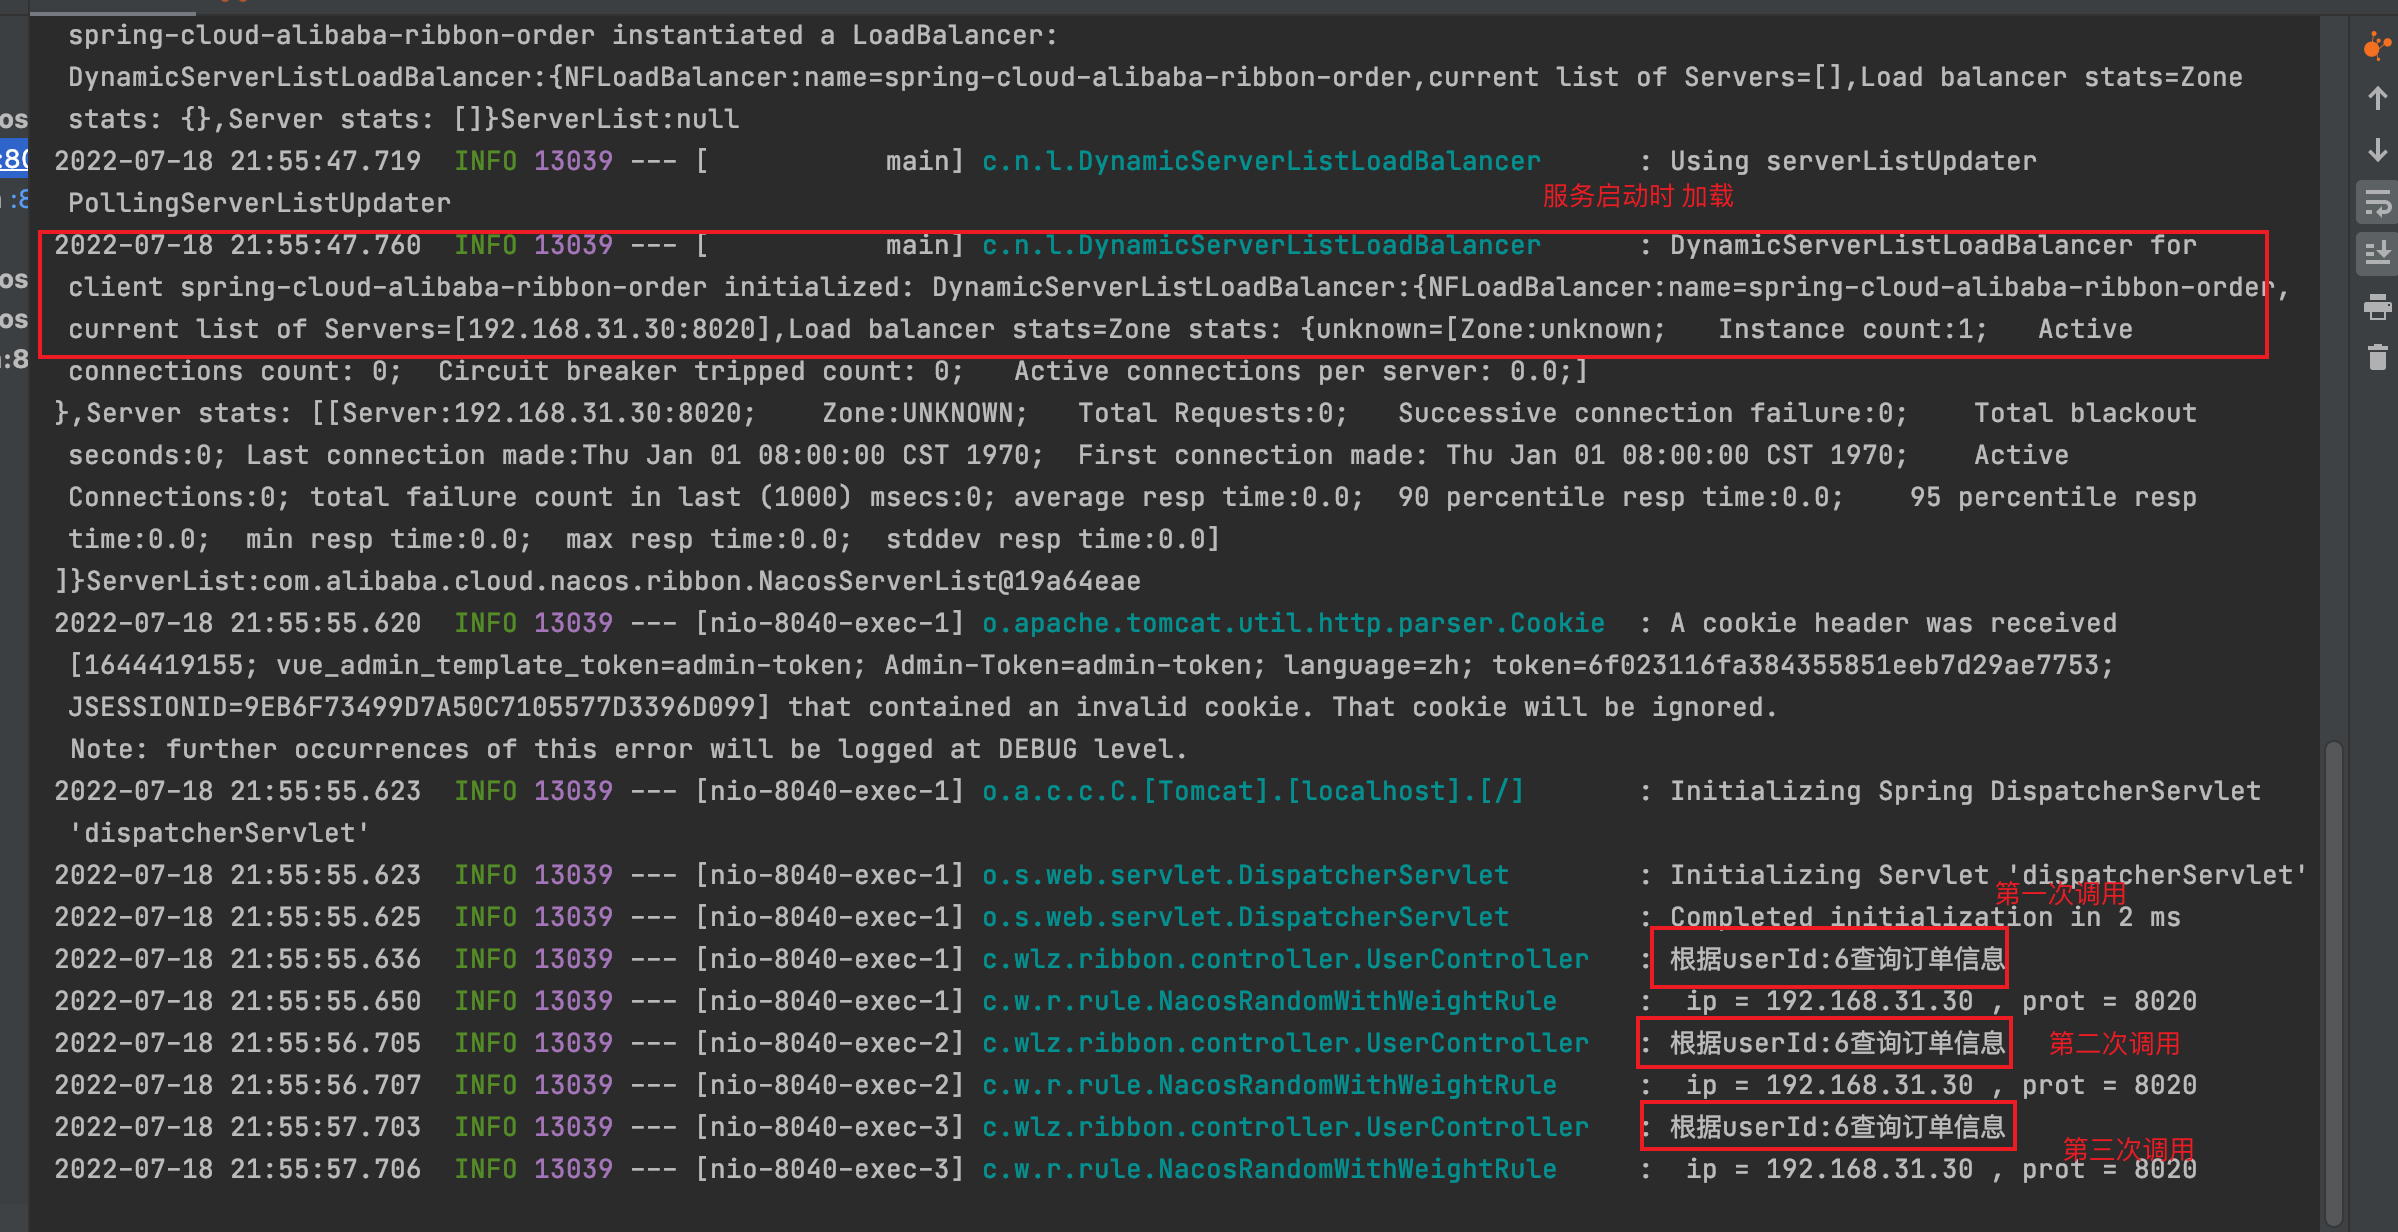 spring-cloud-alibaba-ribbon-order instantiated a LoadBalancer:
DynamicServerListLoadBalancer:{NFLoadBalancer:name=spring-cloud-alibaba-ribbon-order,current list of Servers=[],Load balancer stats=Zone
stats: {},Server stats: []}ServerList:null
2022-07-18 21:55:47.719  INFO 13039 --- [           main] c.n.l.DynamicServerListLoadBalancer      : Using serverListUpdater
PollingServerListUpdater
服务启动时 加载
2022-07-18 21:55:47.760  INFO 13039 --- [           main] c.n.l.DynamicServerListLoadBalancer      : DynamicServerListLoadBalancer for
client spring-cloud-alibaba-ribbon-order initialized: DynamicServerListLoadBalancer:{NFLoadBalancer:name=spring-cloud-alibaba-ribbon-order,
current list of Servers=[192.168.31.30:8020],Load balancer stats=Zone stats: {unknown=[Zone:unknown;   Instance count:1;   Active
connections count: 0;  Circuit breaker tripped count: 0;   Active connections per server: 0.0;]
},Server stats: [[Server:192.168.31.30:8020;    Zone:UNKNOWN;   Total Requests:0;   Successive connection failure:0;    Total blackout
seconds:0; Last connection made:Thu Jan 01 08:00:00 CST 1970;  First connection made: Thu Jan 01 08:00:00 CST 1970;    Active
Connections:0; total failure count in last (1000) msecs:0; average resp time:0.0;  90 percentile resp time:0.0;    95 percentile resp
time:0.0;  min resp time:0.0;  max resp time:0.0;  stddev resp time:0.0]
]}ServerList:com.alibaba.cloud.nacos.ribbon.NacosServerList@19a64eae
2022-07-18 21:55:55.620  INFO 13039 --- [nio-8040-exec-1] o.apache.tomcat.util.http.parser.Cookie  : A cookie header was received
[1644419155; vue_admin_template_token=admin-token; Admin-Token=admin-token; language=zh; token=6f023116fa384355851eeb7d29ae7753;
JSESSIONID=9EB6F73499D7A50C7105577D3396D099] that contained an invalid cookie. That cookie will be ignored.
Note: further occurrences of this error will be logged at DEBUG level.
2022-07-18 21:55:55.623  INFO 13039 --- [nio-8040-exec-1] o.a.c.c.C.[Tomcat].[localhost].[/]       : Initializing Spring DispatcherServlet
'dispatcherServlet'
2022-07-18 21:55:55.623  INFO 13039 --- [nio-8040-exec-1] o.s.web.servlet.DispatcherServlet        : Initializing Servlet 'dispatcherServlet'
第一次调用
2022-07-18 21:55:55.625  INFO 13039 --- [nio-8040-exec-1] o.s.web.servlet.DispatcherServlet        : Completed initialization in 2 ms
2022-07-18 21:55:55.636  INFO 13039 --- [nio-8040-exec-1] c.wlz.ribbon.controller.UserController   : 根据userId:6查询订单信息
2022-07-18 21:55:55.650  INFO 13039 --- [nio-8040-exec-1] c.w.r.rule.NacosRandomWithWeightRule     :  ip = 192.168.31.30 , prot = 8020
2022-07-18 21:55:56.705  INFO 13039 --- [nio-8040-exec-2] c.wlz.ribbon.controller.UserController   : 根据userId:6查询订单信息 第二次调用
2022-07-18 21:55:56.707  INFO 13039 --- [nio-8040-exec-2] c.w.r.rule.NacosRandomWithWeightRule     :  ip = 192.168.31.30 , prot = 8020
2022-07-18 21:55:57.703  INFO 13039 --- [nio-8040-exec-3] c.wlz.ribbon.controller.UserController   : 根据userId:6查询订单信息
第三次调用
2022-07-18 21:55:57.706  INFO 13039 --- [nio-8040-exec-3] c.w.r.rule.NacosRandomWithWeightRule     :  ip = 192.168.31.30 , prot = 8020